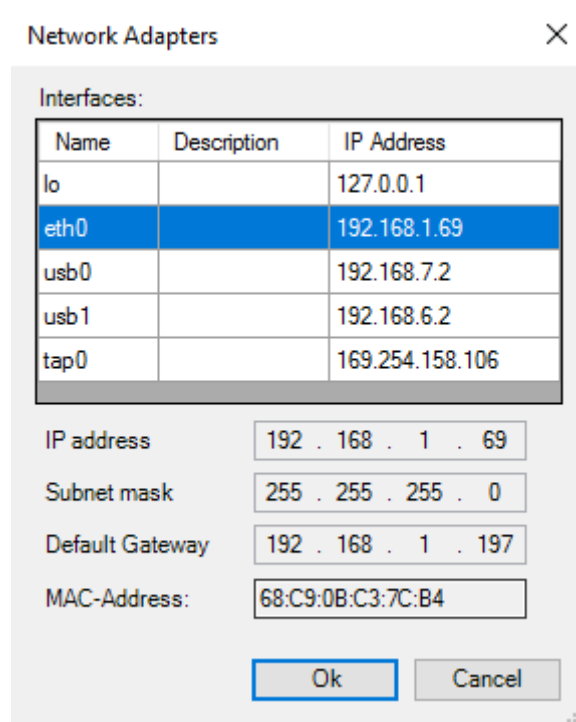 Network Adapters
Interfaces:
Name Description IP Address
lo 127.0.0.1
eth0 192.168.1.69
usb0 192.168.7.2
usb1 192.168.6.2
tap0 169.254.158.106
IP address 192 . 168 . 1 . 69
Subnet mask 255 . 255 . 255 . 0
Default Gateway 192 . 168 . 1 . 197
MAC-Address: 68:C9:0B:C3:7C:B4
Ok Cancel